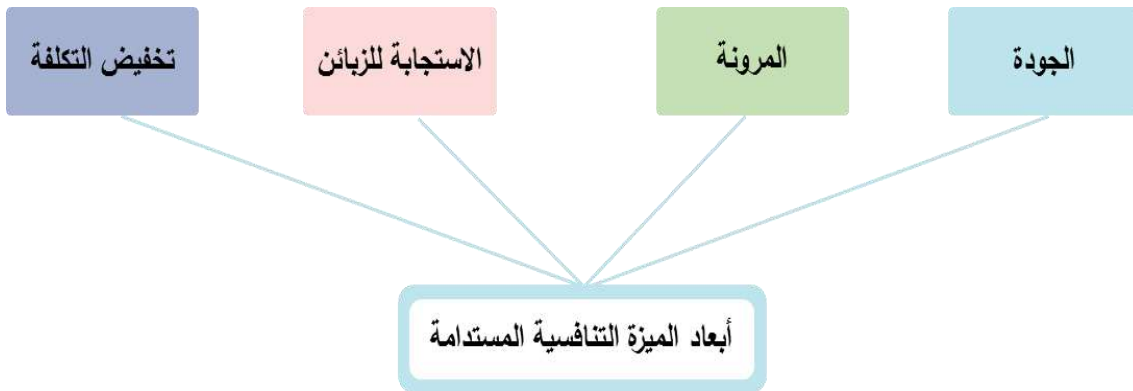 الجودة
المرونة
الاستجابة للزبائن
تخفيض التكلفة
أبعاد الميزة التنافسية المستدامة